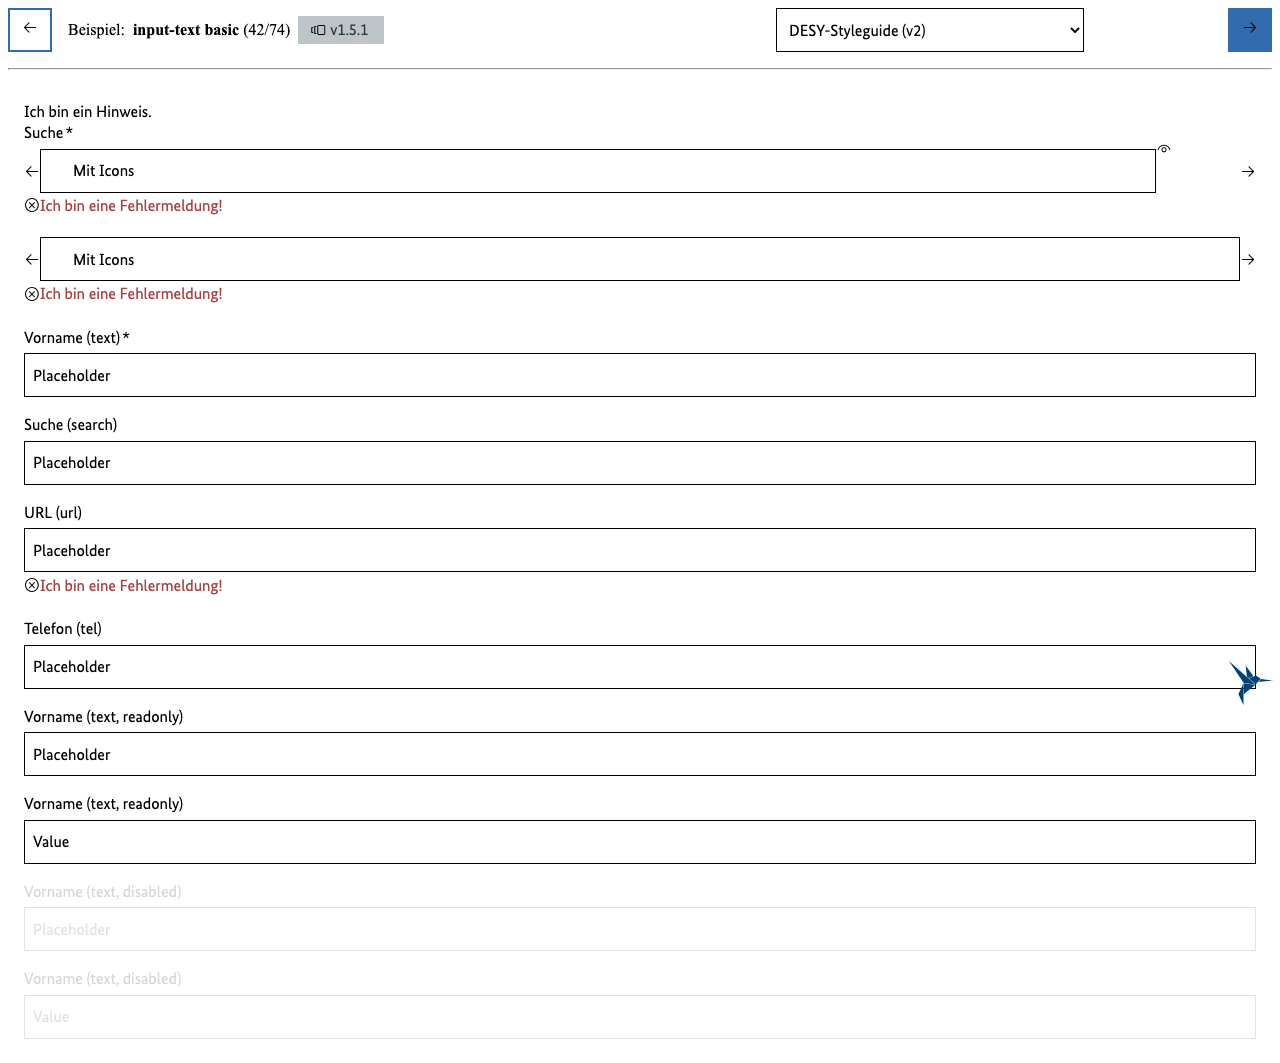 Beispiel: input-text basic (42/74) v1.5.1 DESY-Styleguide (v2)
Ich bin ein Hinweis.
Suche*
Mit Icons
Ich bin eine Fehlermeldung!
Mit Icons
Ich bin eine Fehlermeldung!
Vorname (text)*
Placeholder
Suche (search)
Placeholder
URL (url)
Placeholder
Ich bin eine Fehlermeldung!
Telefon (tel)
Placeholder
Vorname (text, readonly)
Placeholder
Vorname (text, readonly)
Value
Vorname (text, disabled)
Placeholder
Vorname (text, disabled)
Value